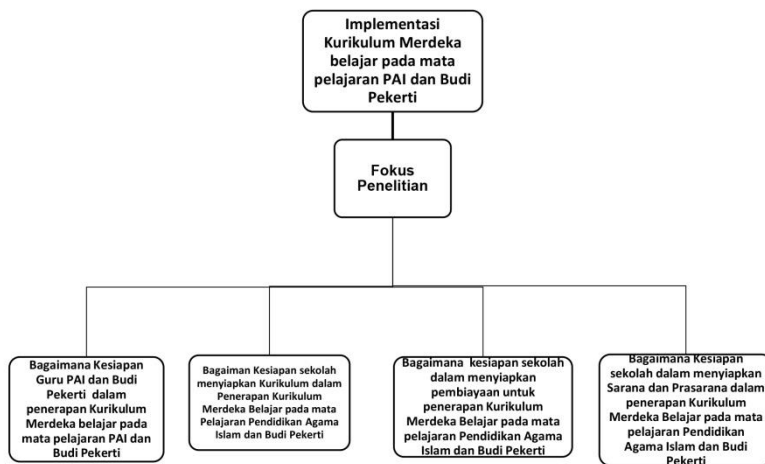 Implementasi
Kurikulum Merdeka
belajar pada mata
pelajaran PAI dan Budi
Pekerti
Fokus
Penelitian
Bagaimana Kesiapan
Guru PAI dan Budi
Pekerti dalam
penerapan Kurikulum
Merdeka belajar pada
mata pelajaran PAI dan
Budi Pekerti
Bagaiman Kesiapan sekolah
menyiapkan Kurikulum dalam
Penerapan Kurikulum
Merdeka Belajar pada mata
Pelajaran Pendidikan Agama
Islam dan Budi Pekerti
Bagaimana kesiapan sekolah
dalam menyiapkan
pembiayaan untuk
penerapan Kurikulum
Merdeka Belajar pada mata
pelajaran Pendidikan Agama
Islam dan Budi Pekerti
Bagaimana Kesiapan
sekolah dalam menyiapkan
Sarana dan Prasarana dalam
penerapan Kurikulum
Merdeka Belajar pada mata
pelajaran Pendidikan
Agama Islam dan Budi
Pekerti